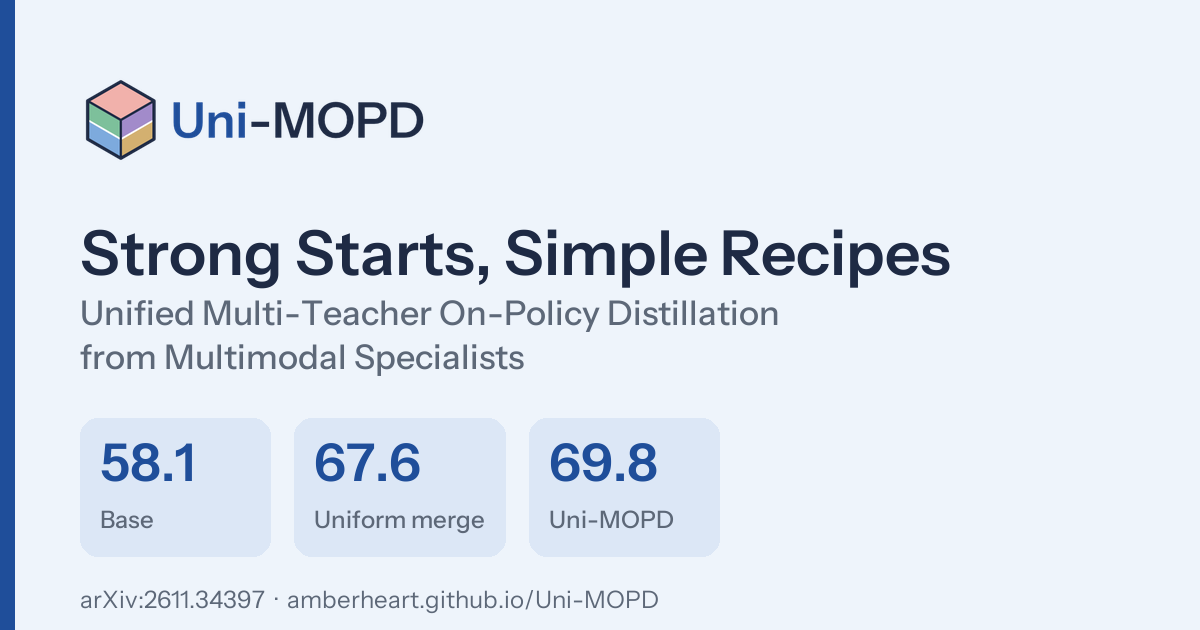 Uni-MOPD
Strong Starts, Simple Recipes
Unified Multi-Teacher On-Policy Distillation
from Multimodal Specialists
58.1
Base
67.6
Uniform merge
69.8
Uni-MOPD
arXiv:2611.34397 · amberheart.github.io/Uni-MOPD